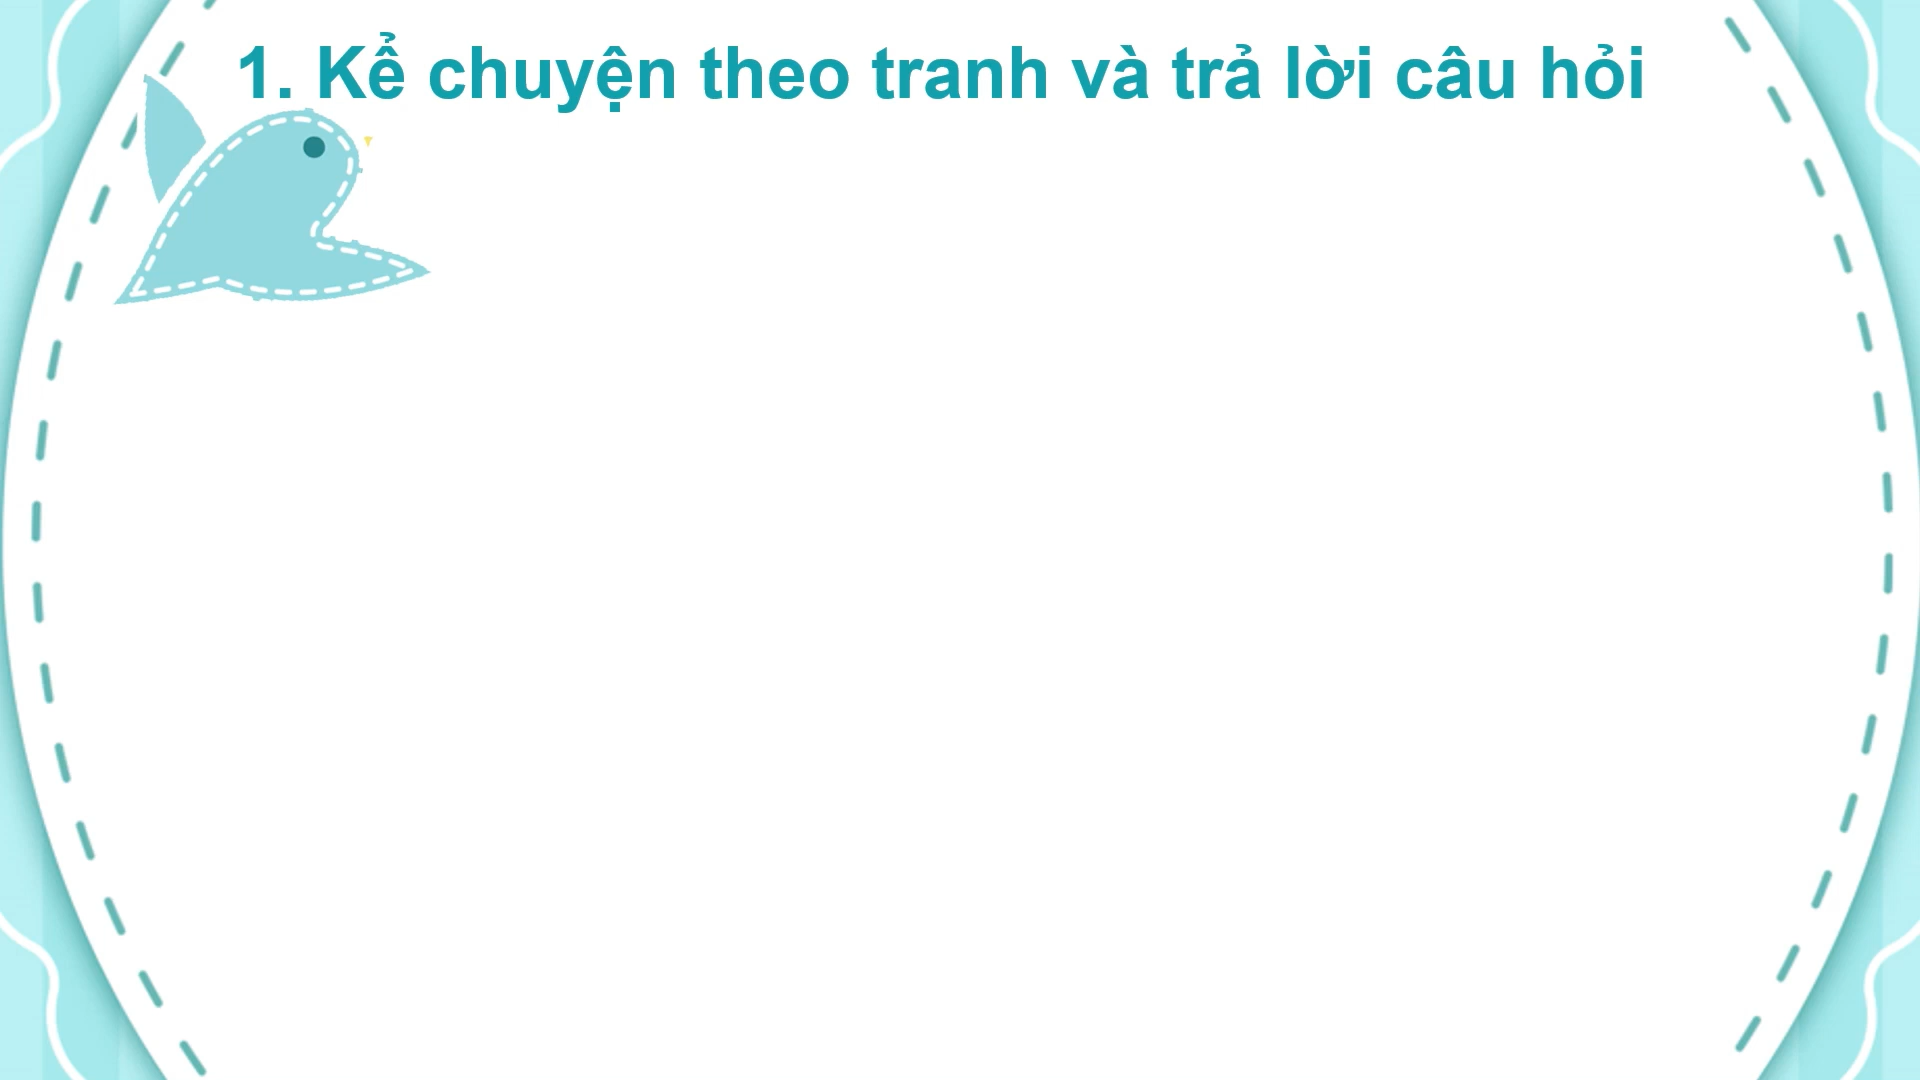 1. Kể chuyện theo tranh và trả lời câu hỏi